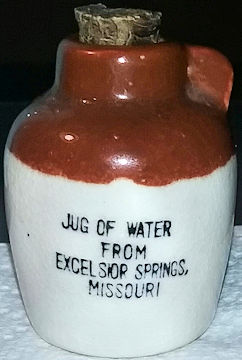 JUG OF WATER
FROM
EXCELSIOR SPRINGS,
MISSOURI